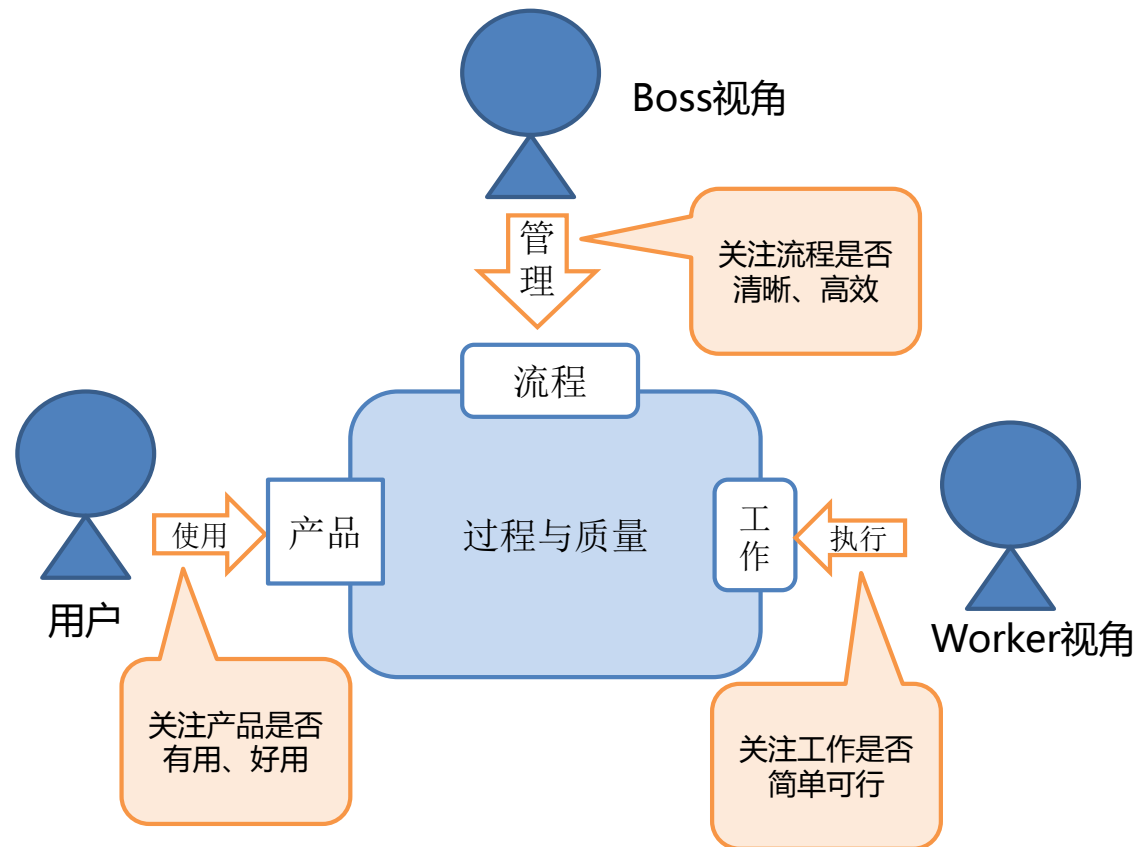 Boss视角
管
理
关注流程是否
清晰、高效
流程
使用
产品
过程与质量
工
作
执行
用户
Worker视角
关注产品是否
有用、好用
关注工作是否
简单可行